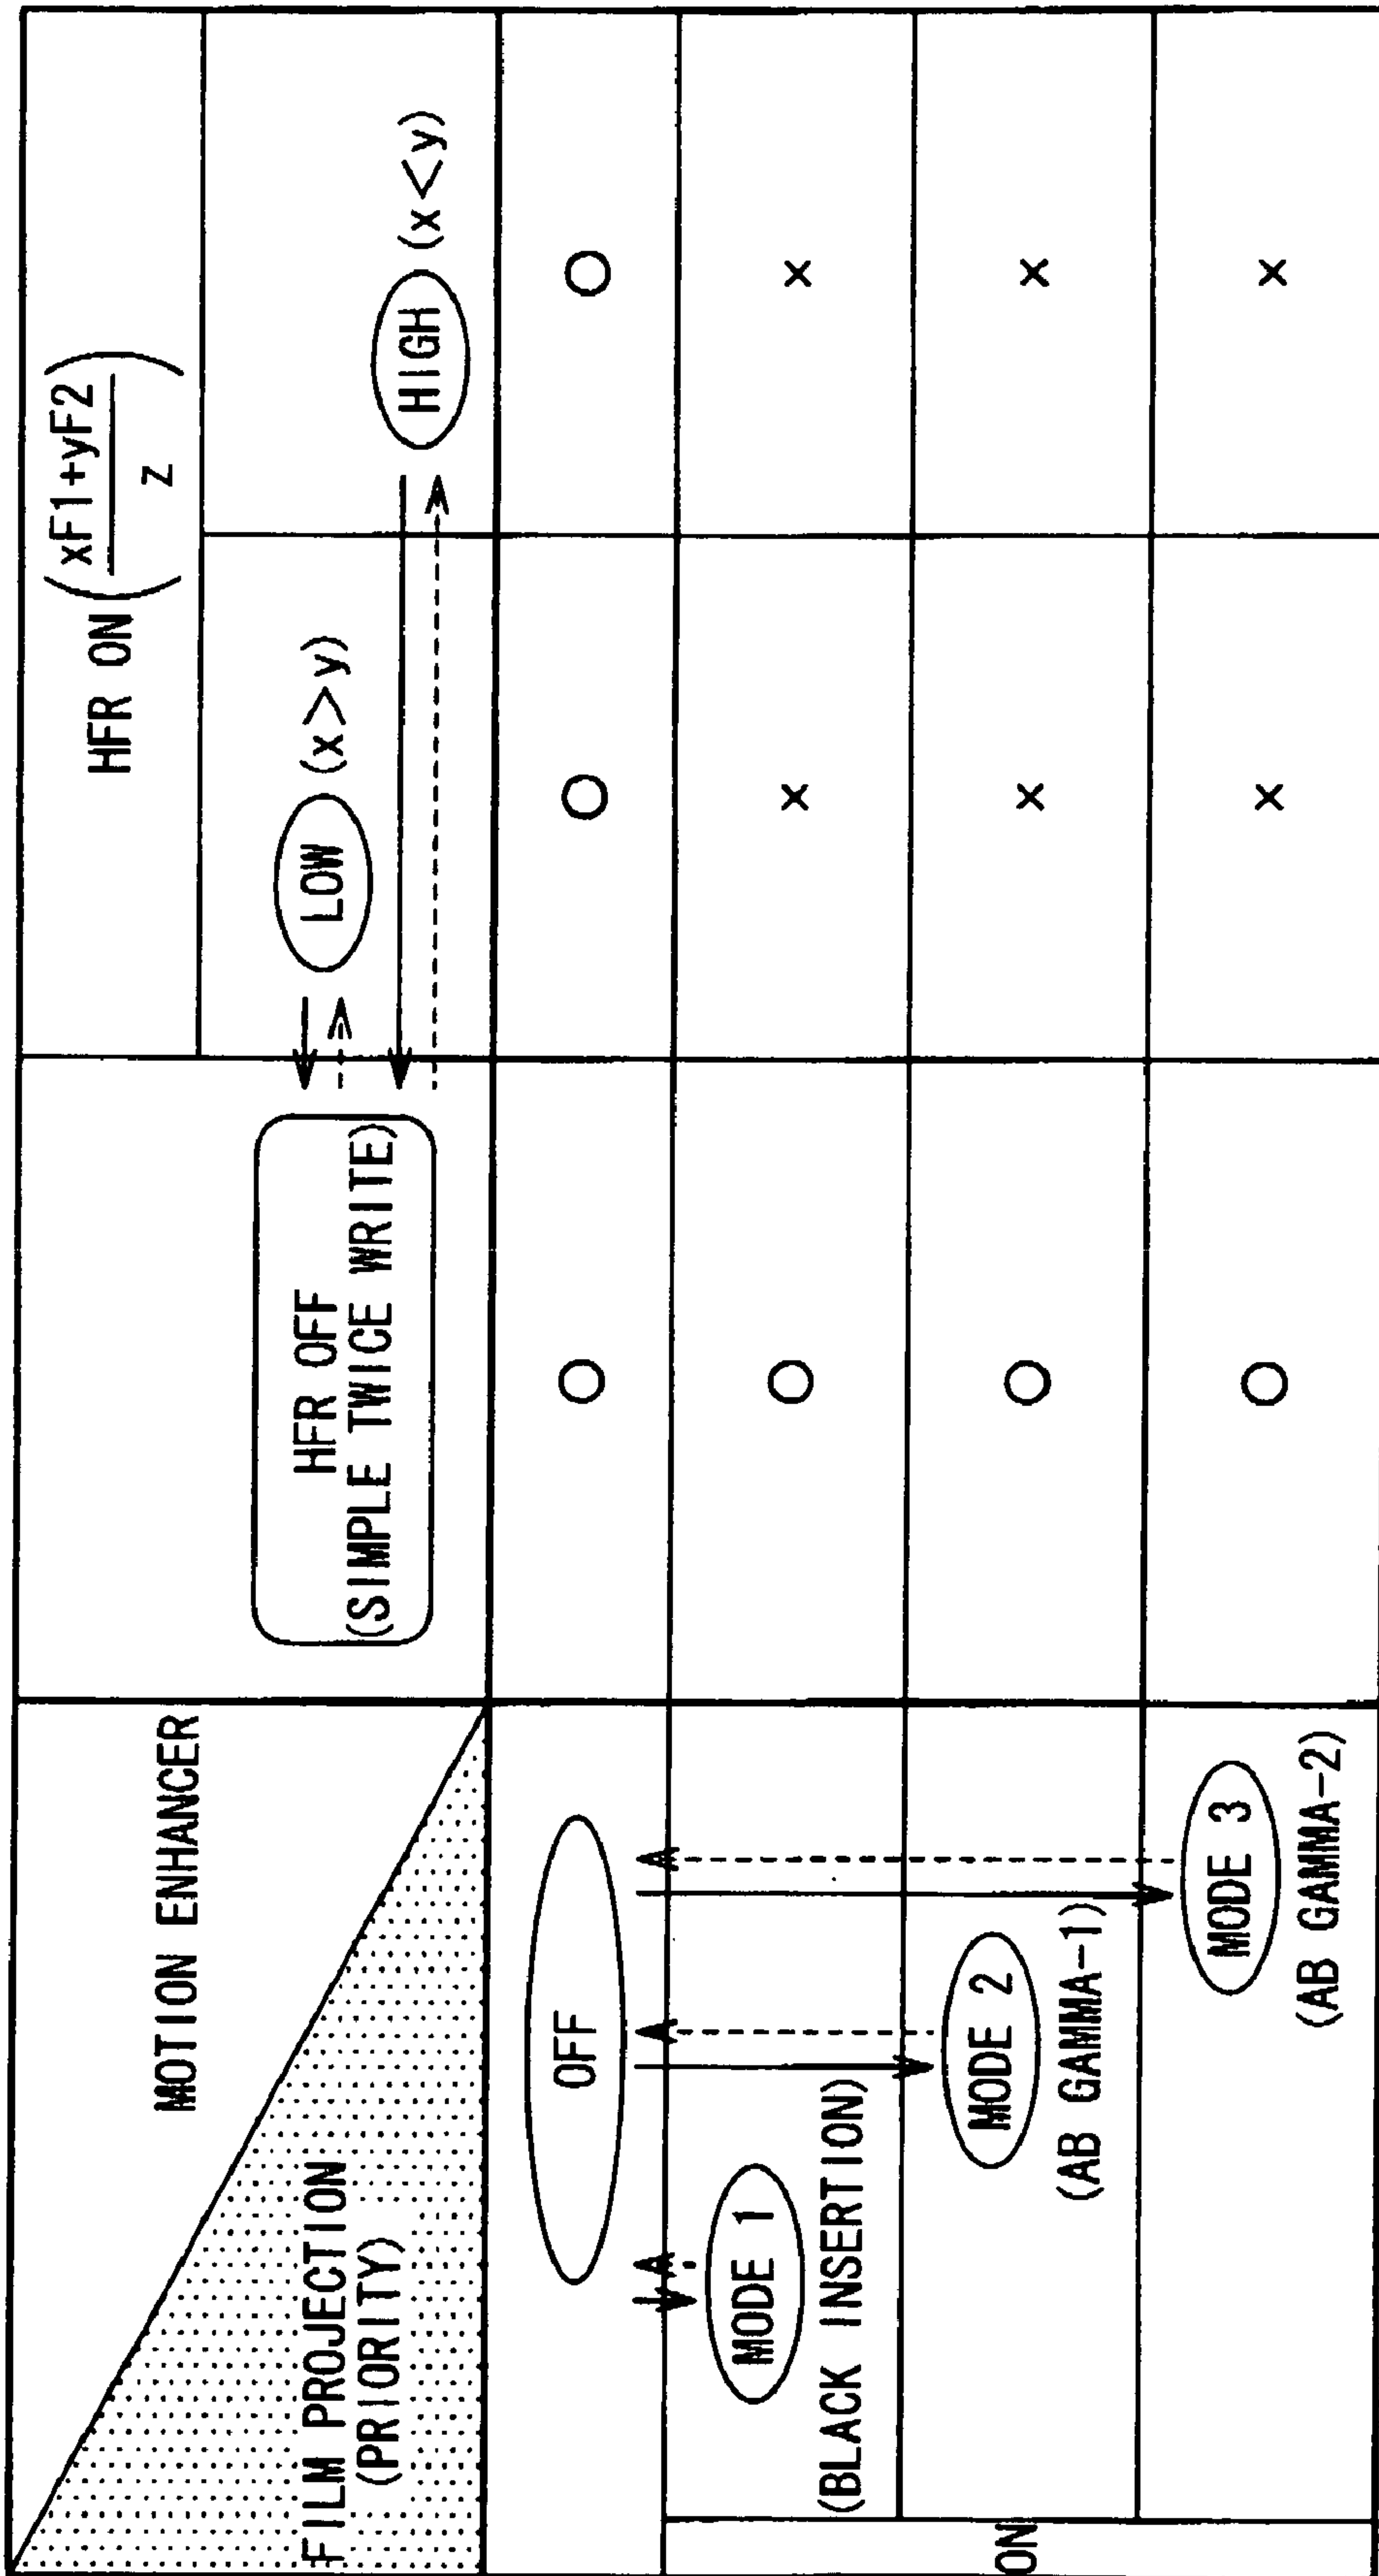 MOTION ENHANCER
FILM PROJECTION
(PRIORITY)
HFR OFF
(SIMPLE TWICE WRITE)
HFR ON (xF1+yF2 / z)
LOW (x>y)
HIGH (x<y)
OFF
○ ○ ○
ON
MODE 1
(BLACK INSERTION)
○ × ×
MODE 2
(AB GAMMA-1)
○ × ×
MODE 3
(AB GAMMA-2)
○ × ×